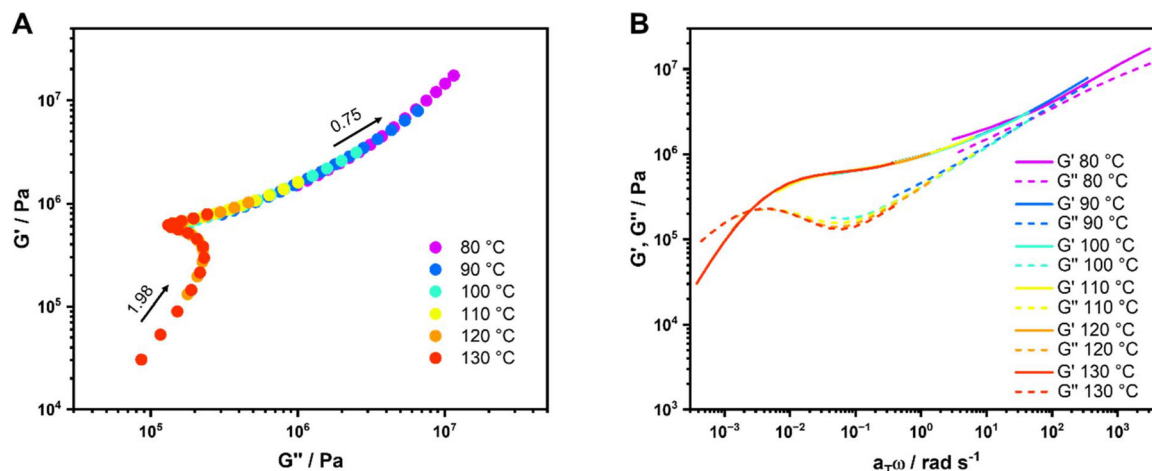 A
B
10^7
10^6
10^5
10^4
G' / Pa
0.75
1.98
80 °C
90 °C
100 °C
110 °C
120 °C
130 °C
10^5
10^6
10^7
G'' / Pa
10^7
10^6
10^5
10^4
10^3
G', G'' / Pa
G' 80 °C
G'' 80 °C
G' 90 °C
G'' 90 °C
G' 100 °C
G'' 100 °C
G' 110 °C
G'' 110 °C
G' 120 °C
G'' 120 °C
G' 130 °C
G'' 130 °C
10^-3
10^-2
10^-1
10^0
10^1
10^2
10^3
a_Tω / rad s^-1